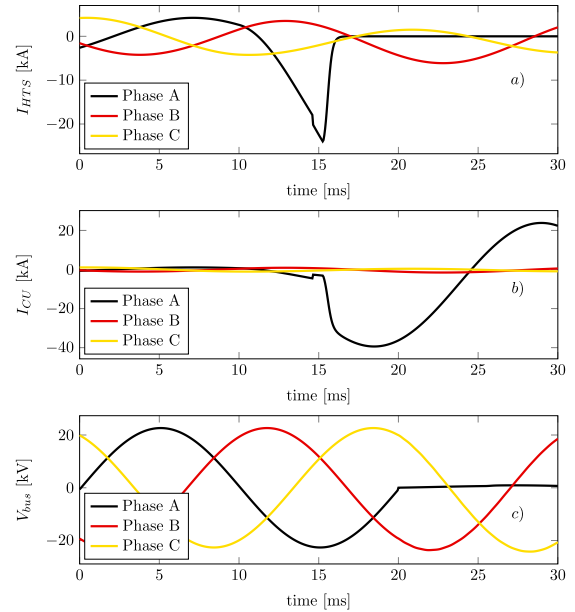 0
−10
−20
I_HTS [kA]
a)
Phase A
Phase B
Phase C
0 5 10 15 20 25 30
time [ms]
20
0
−20
−40
I_CU [kA]
b)
Phase A
Phase B
Phase C
0 5 10 15 20 25 30
time [ms]
20
0
−20
V_bus [kV]
c)
Phase A
Phase B
Phase C
0 5 10 15 20 25 30
time [ms]